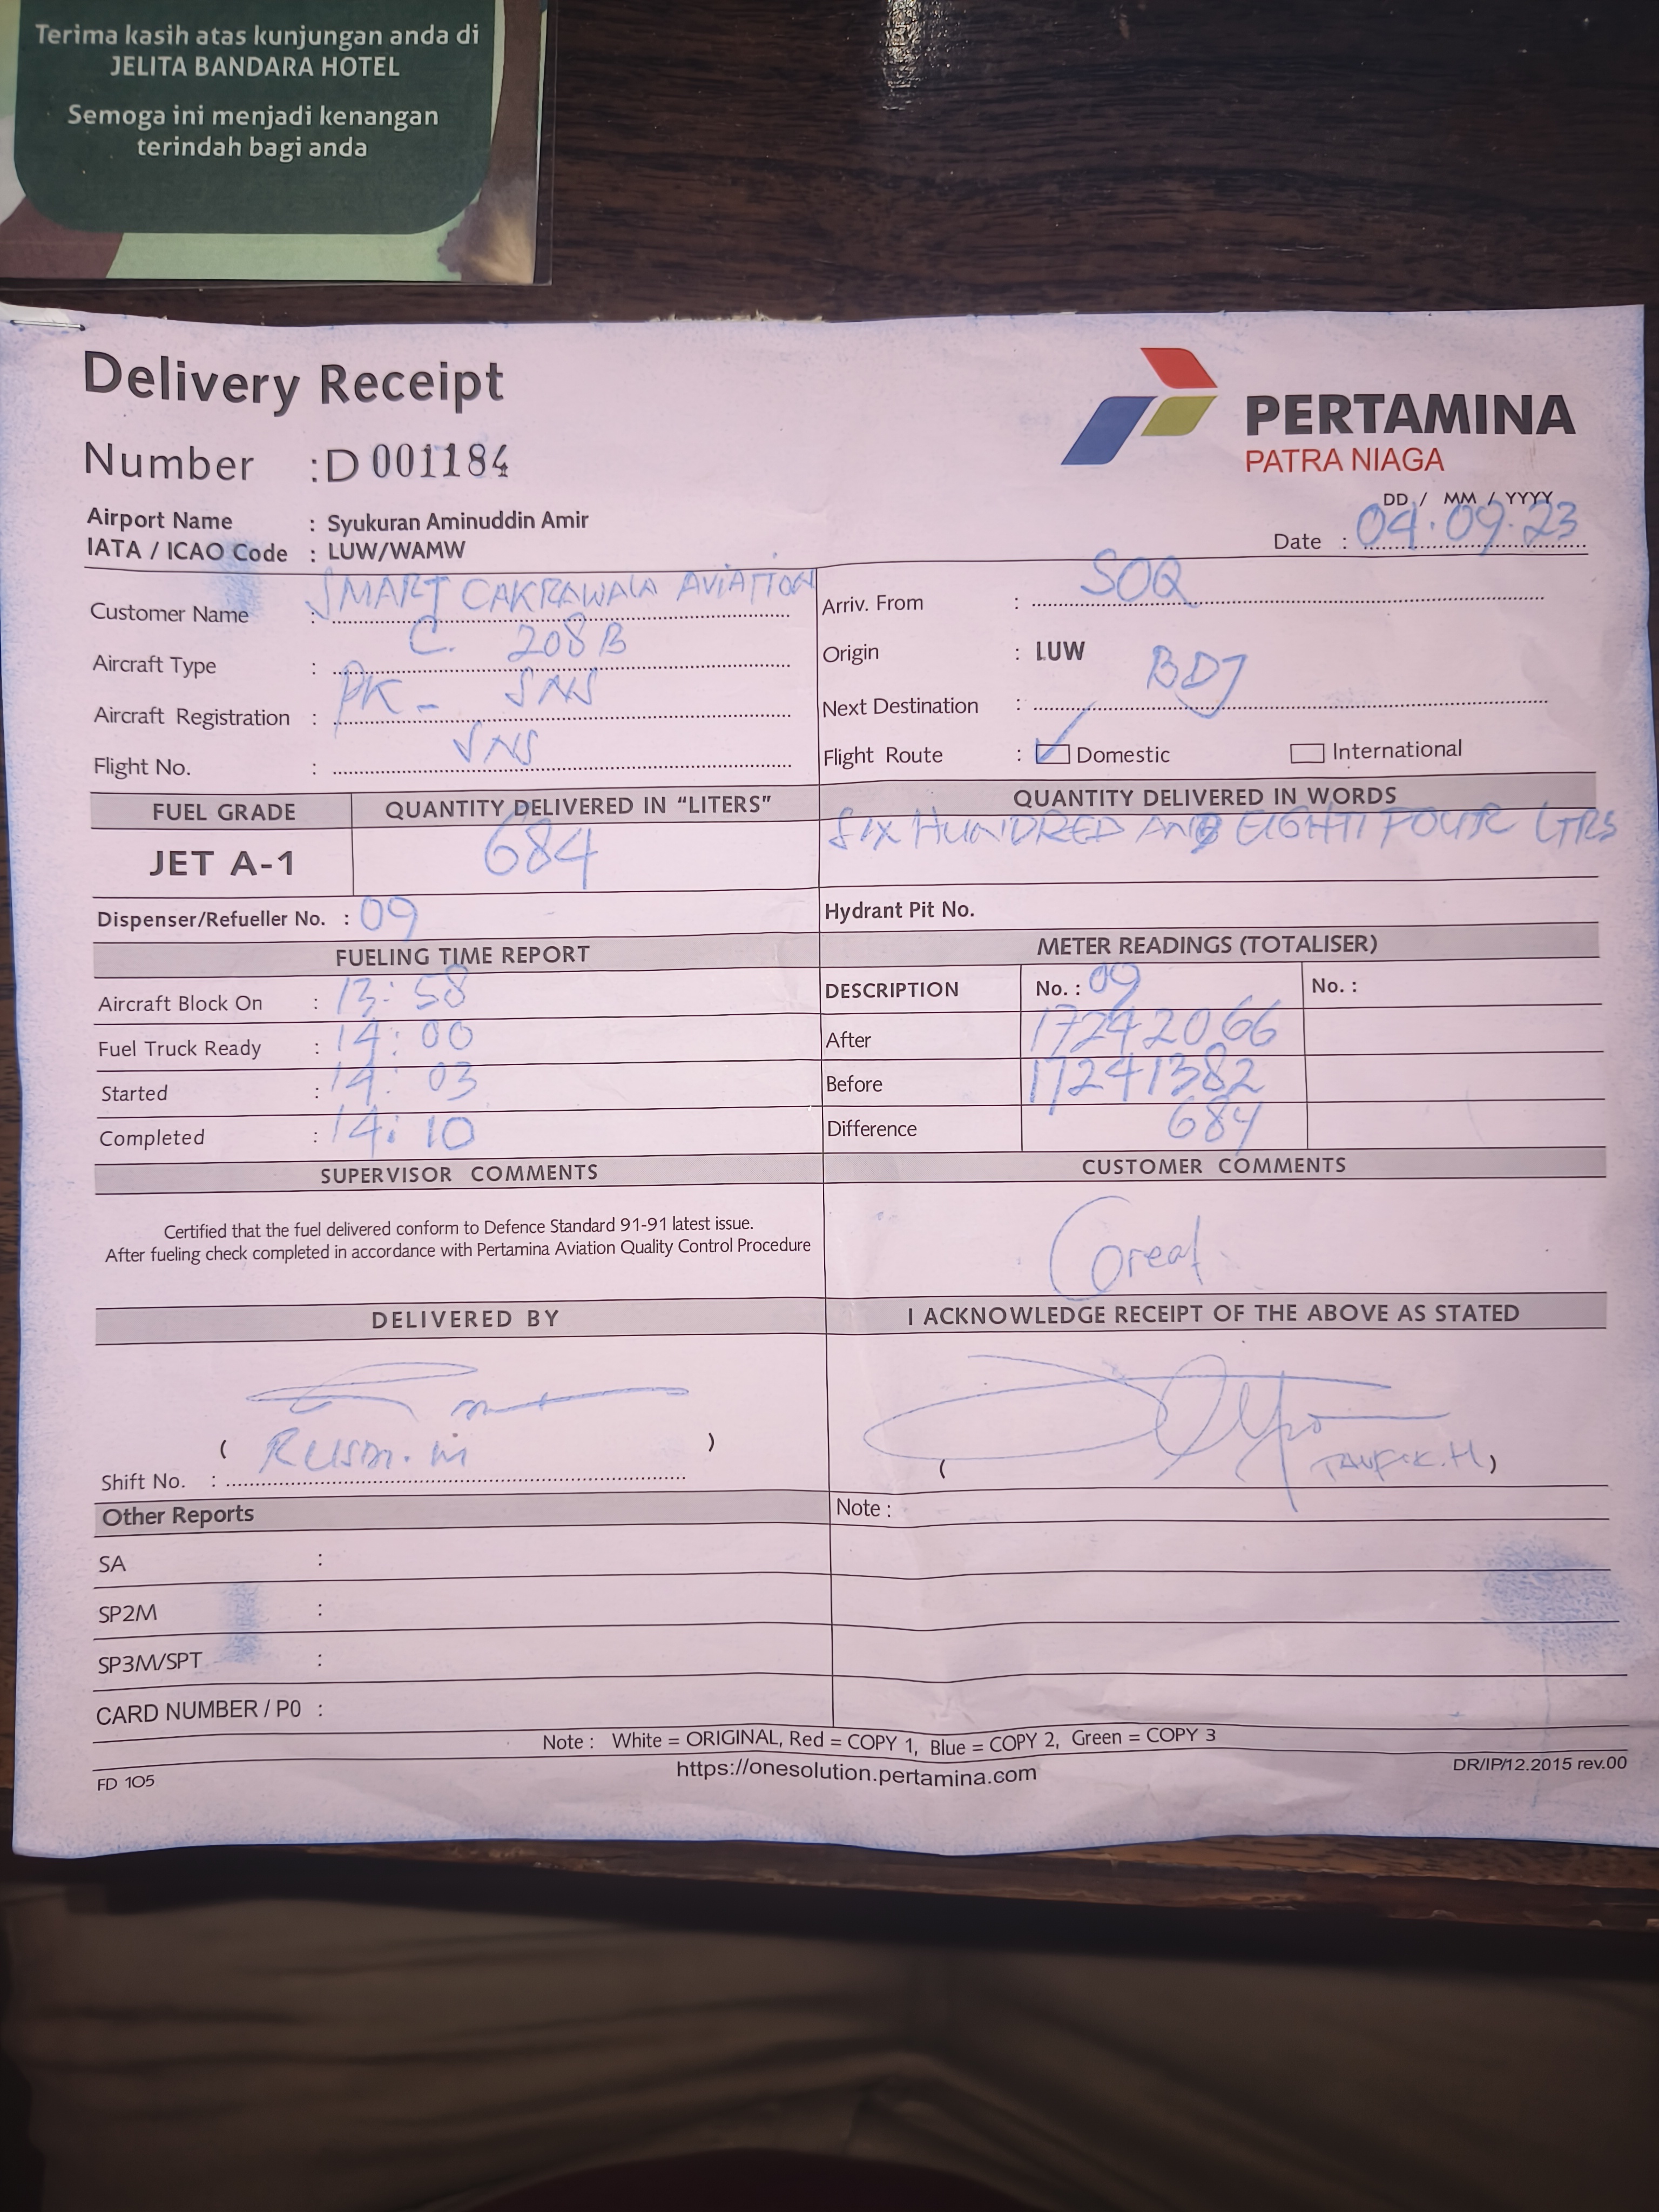 Terima kasih atas kunjungan anda di
JELITA BANDARA HOTEL
Semoga ini menjadi kenangan
terindah bagi anda
Delivery Receipt
PERTAMINA
PATRA NIAGA
Number : D 001184
DD / MM / YYYY
Airport Name : Syukuran Aminuddin Amir
Date : 04.09.23
IATA / ICAO Code : LUW/WAMW
Customer Name : SMART CAKRAWALA AVIATION
Arriv. From : SOQ
Aircraft Type : C. 208 B
Origin : LUW
Aircraft Registration : PK - SNS
Next Destination : BDJ
Flight No. : SNS
Flight Route : Domestic International
FUEL GRADE QUANTITY DELIVERED IN "LITERS" QUANTITY DELIVERED IN WORDS
JET A-1 684 SIX HUNDRED AND EIGHTI FOUR LTRS
Dispenser/Refueller No. : 09 Hydrant Pit No.
FUELING TIME REPORT METER READINGS (TOTALISER)
Aircraft Block On : 13:58 DESCRIPTION No. : 09 No. :
Fuel Truck Ready : 14:00 After 17242066
Started : 14:03 Before 17241382
Completed : 14:10 Difference 684
SUPERVISOR COMMENTS CUSTOMER COMMENTS
Certified that the fuel delivered conform to Defence Standard 91-91 latest issue.
After fueling check completed in accordance with Pertamina Aviation Quality Control Procedure
Great
DELIVERED BY I ACKNOWLEDGE RECEIPT OF THE ABOVE AS STATED
( ) ( TAUFIK.H )
Shift No. :
Other Reports Note :
SA :
SP2M :
SP3M/SPT :
CARD NUMBER / P0 :
Note : White = ORIGINAL, Red = COPY 1, Blue = COPY 2, Green = COPY 3
FD 105 https://onesolution.pertamina.com DR/IP/12.2015 rev.00